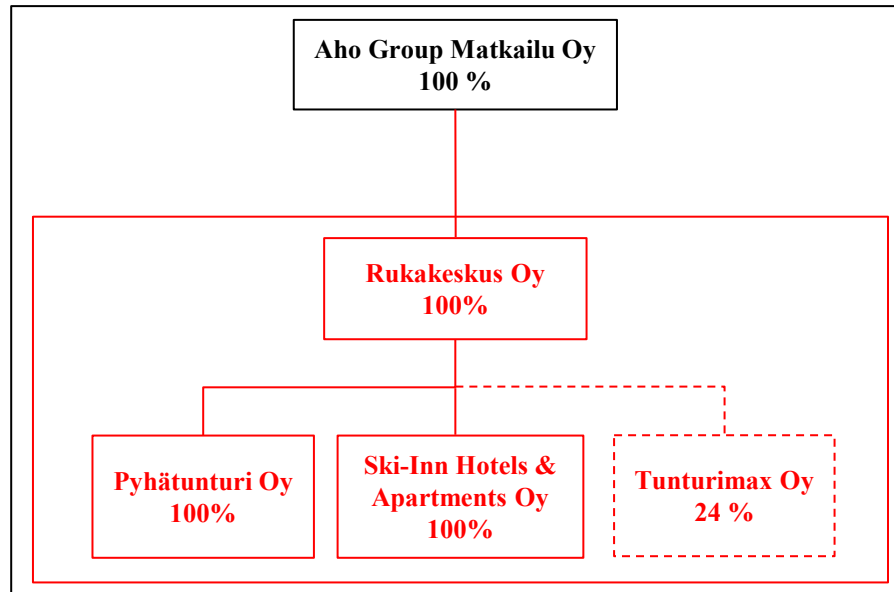 Aho Group Matkailu Oy
100 %
Rukakeskus Oy
100%
Pyhätunturi Oy
100%
Ski-Inn Hotels &
Apartments Oy
100%
Tunturimax Oy
24 %